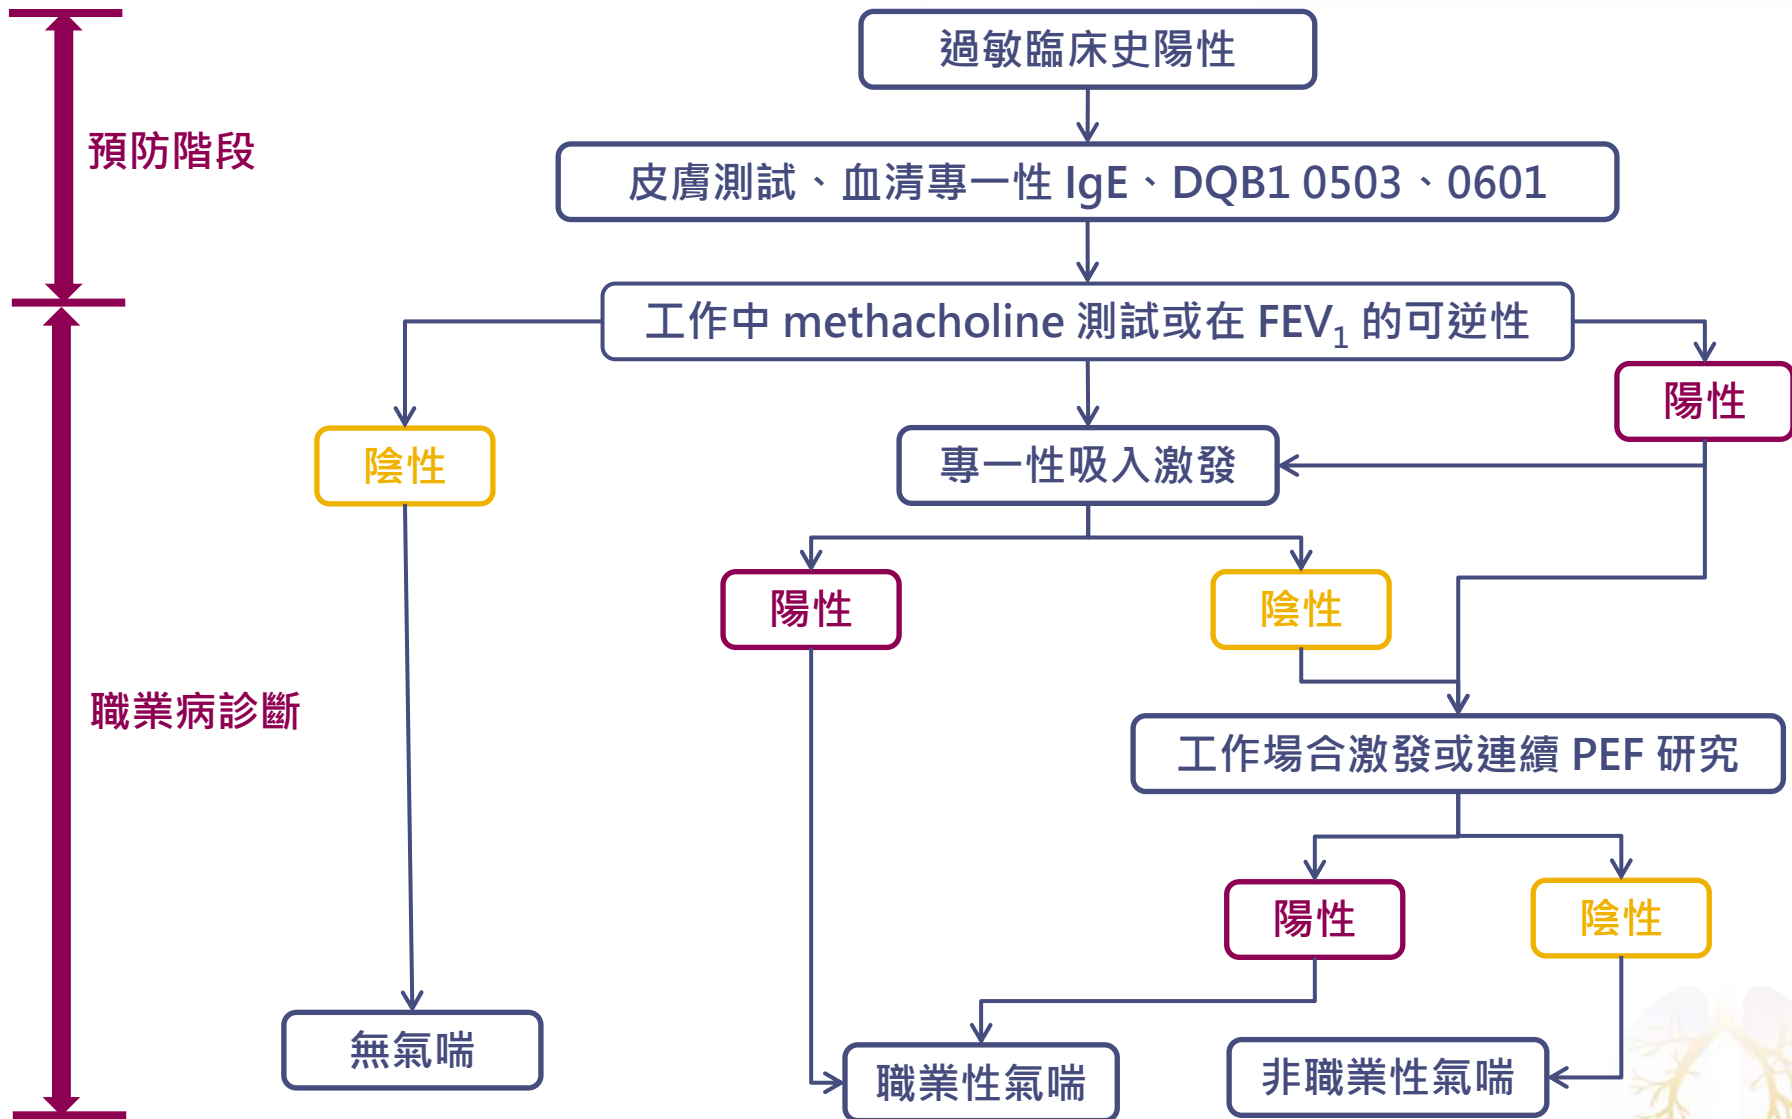 過敏臨床史陽性
預防階段
皮膚測試、血清專一性 IgE、DQB1 0503、0601
工作中 methacholine 測試或在 FEV₁ 的可逆性
陽性
陰性
專一性吸入激發
陽性
陰性
職業病診斷
工作場合激發或連續 PEF 研究
陽性
陰性
無氣喘
職業性氣喘
非職業性氣喘